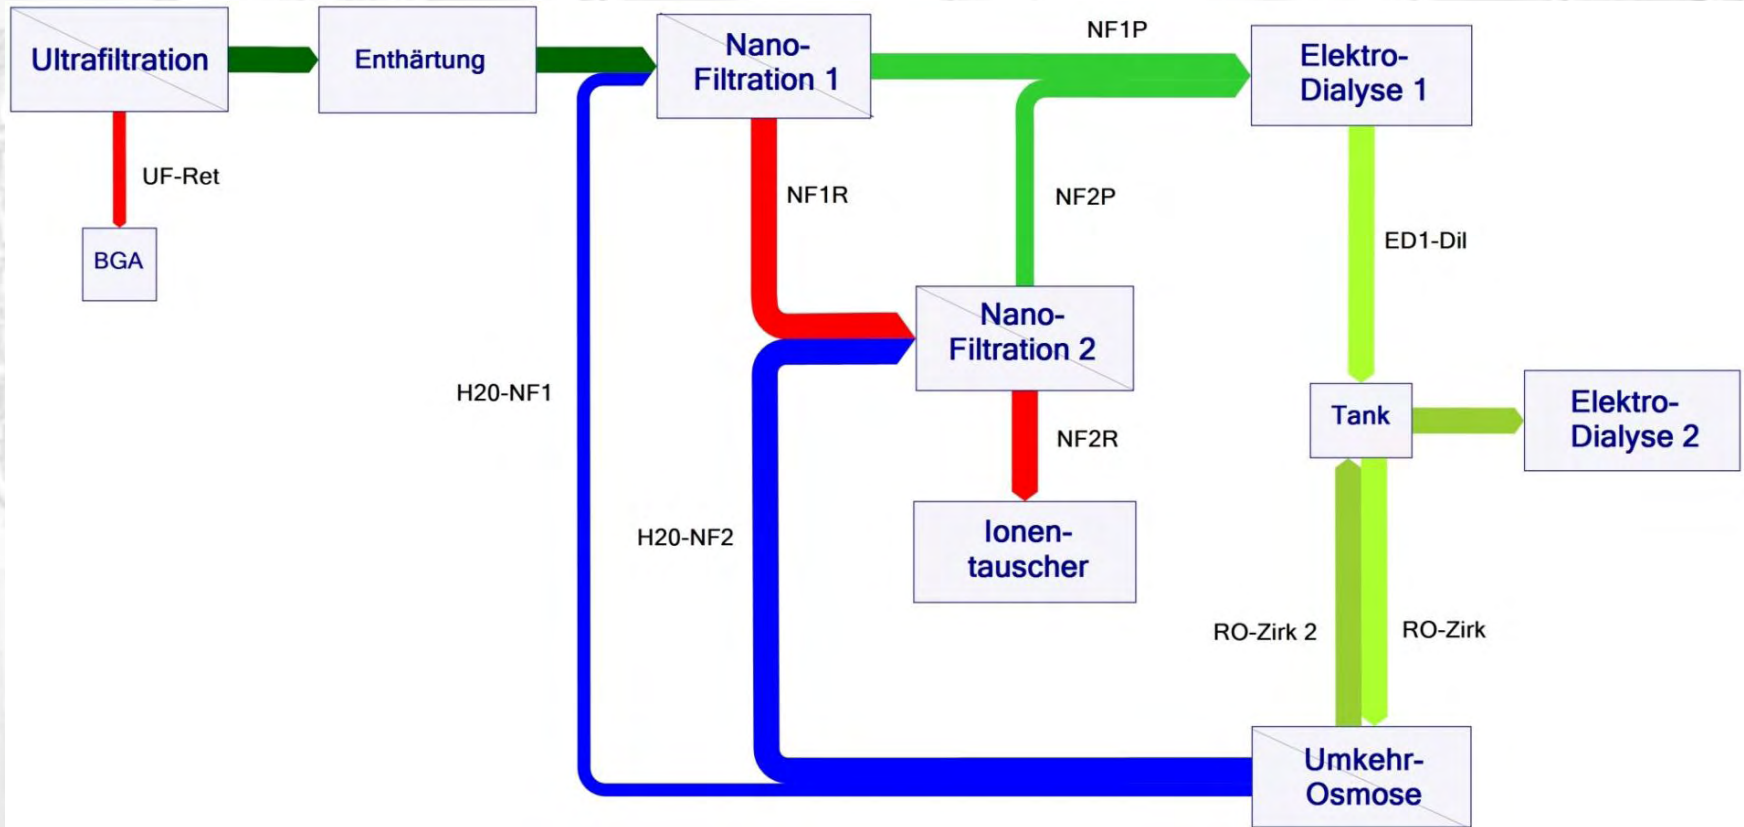 Ultrafiltration
Enthärtung
Nano-
Filtration 1
NF1P
Elektro-
Dialyse 1
UF-Ret
BGA
NF1R
NF2P
ED1-Dil
Nano-
Filtration 2
H20-NF1
Tank
Elektro-
Dialyse 2
NF2R
H20-NF2
Ionen-
tauscher
RO-Zirk 2
RO-Zirk
Umkehr-
Osmose